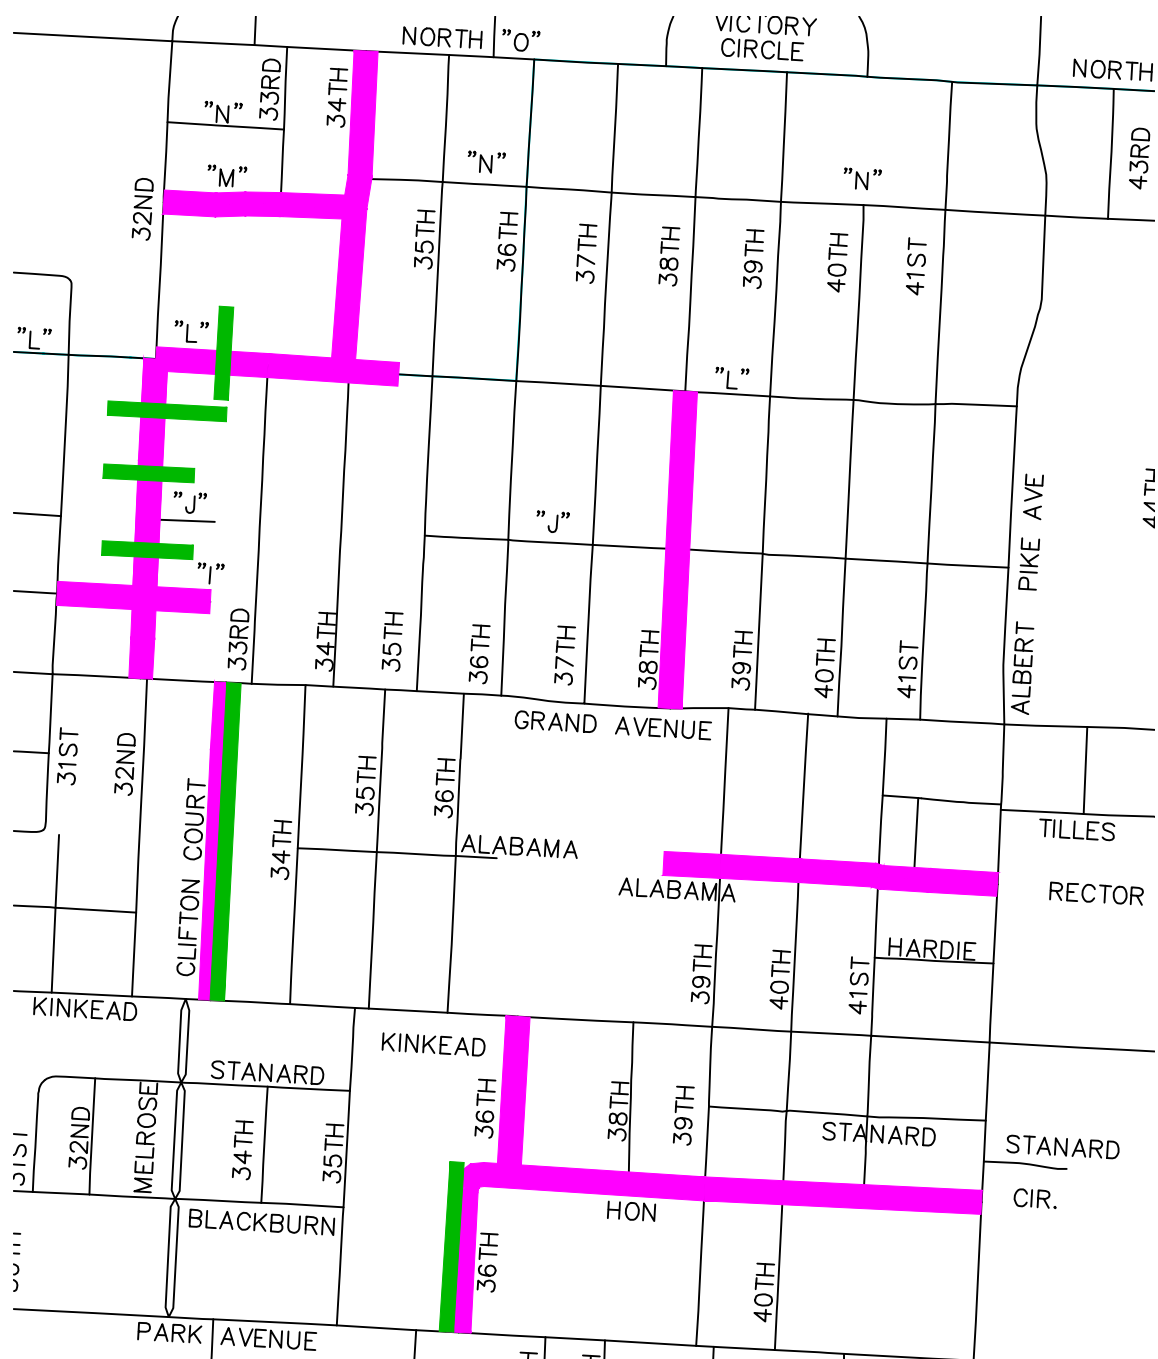 VICTORY
CIRCLE
NORTH "O"
NORTH
33RD
34TH
"N"
"M"
"N"
"N"
43RD
32ND
35TH
36TH
37TH
38TH
39TH
40TH
41ST
"L"
"L"
"L"
"J"
"J"
"I"
44TH
ALBERT PIKE AVE
33RD
34TH
35TH
36TH
37TH
38TH
39TH
40TH
41ST
GRAND AVENUE
31ST
32ND
CLIFTON COURT
34TH
35TH
36TH
ALABAMA
ALABAMA
TILLES
RECTOR
HARDIE
39TH
40TH
41ST
KINKEAD
KINKEAD
STANARD
36TH
38TH
39TH
STANARD
STANARD
CIR.
31ST
32ND
MELROSE
34TH
35TH
BLACKBURN
HON
36TH
40TH
PARK AVENUE